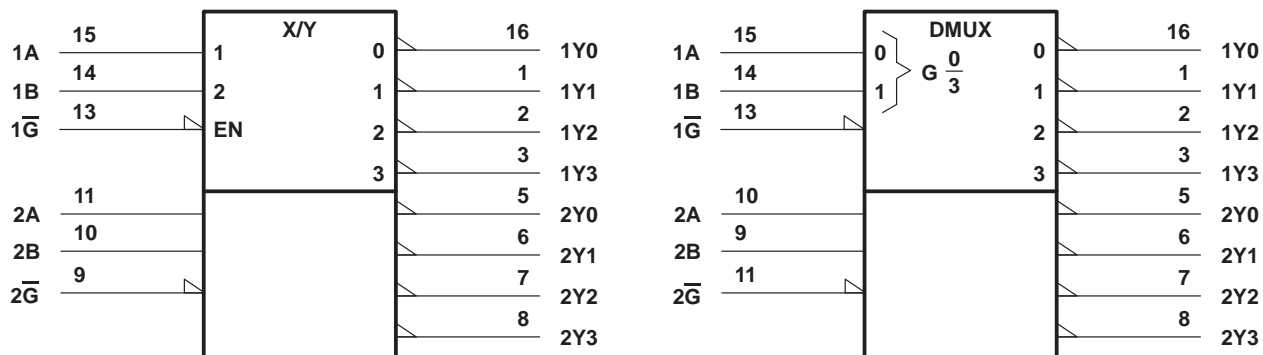 X/Y
1A 15 1 0 16 1Y0
1B 14 2 1 1 1Y1
1G̅ 13 EN 2 2 1Y2
3 3 1Y3
2A 11 5 2Y0
2B 10 6 2Y1
2G̅ 9 7 2Y2
8 2Y3
DMUX
1A 15 0 G 0/3 0 16 1Y0
1B 14 1 1 1 1Y1
1G̅ 13 2 2 1Y2
3 3 1Y3
2A 10 5 2Y0
2B 9 6 2Y1
2G̅ 11 7 2Y2
8 2Y3